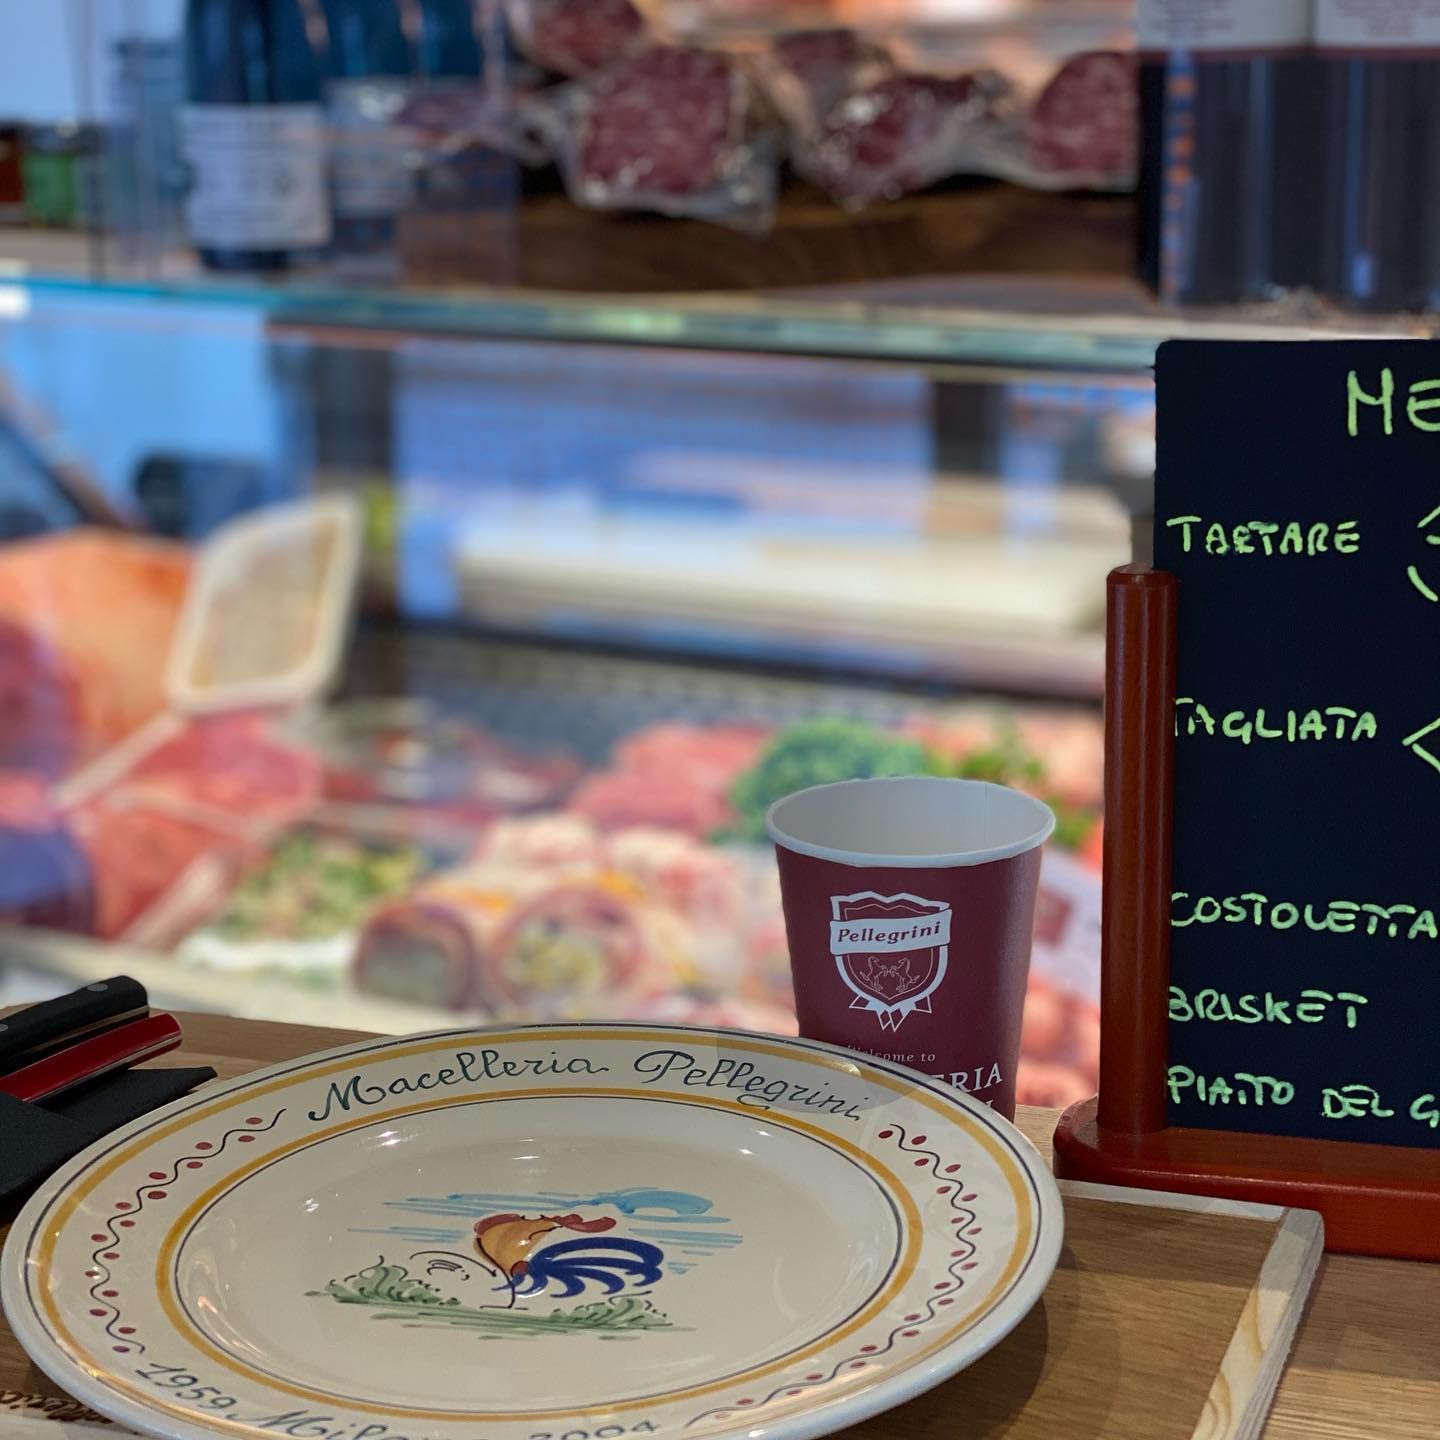 ME
TARTARE
TAGLIATA
COSTOLETTA
BRISKET
PIATTO DEL G
Pellegrini
Welcome to
ERIA
Macelleria Pellegrini
1959 Milano 2004